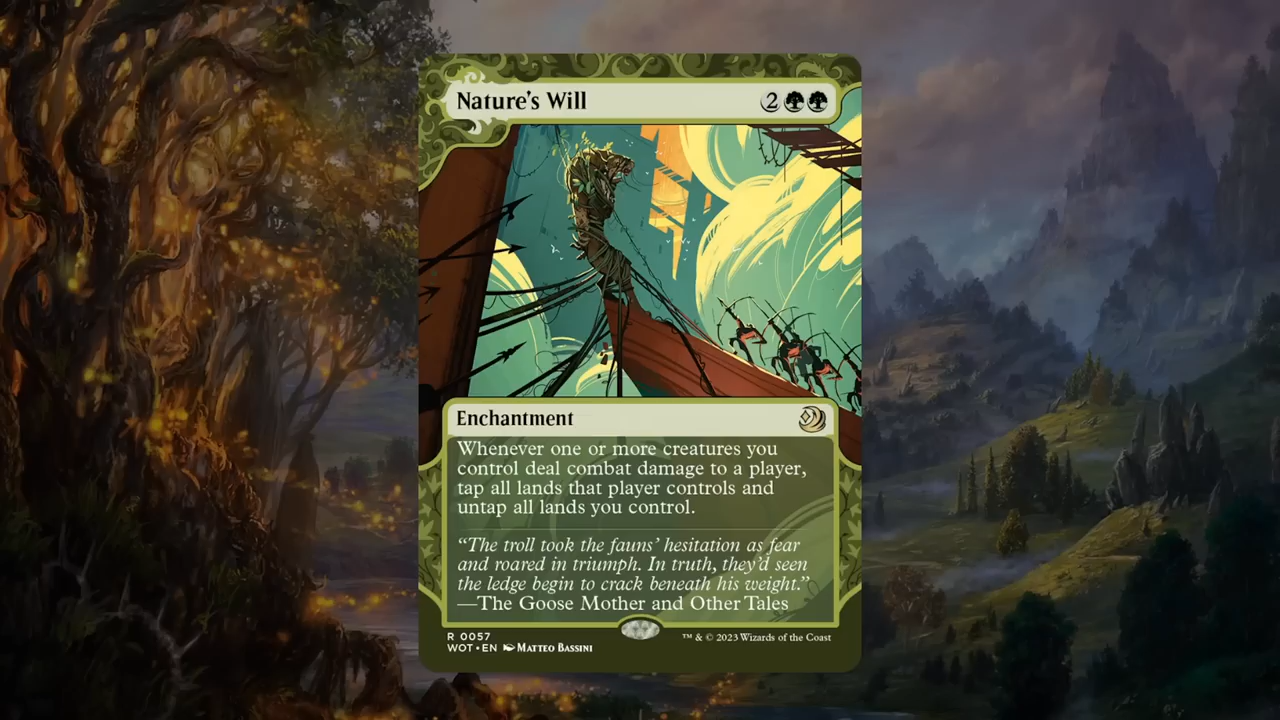 Nature's Will
2
Enchantment
Whenever one or more creatures you
control deal combat damage to a player,
tap all lands that player controls and
untap all lands you control.
“The troll took the fauns’ hesitation as fear
and roared in triumph. In truth, they’d seen
the ledge begin to crack beneath his weight.”
—The Goose Mother and Other Tales
R 0057
WOT • EN Matteo Bassini
™ & © 2023 Wizards of the Coast